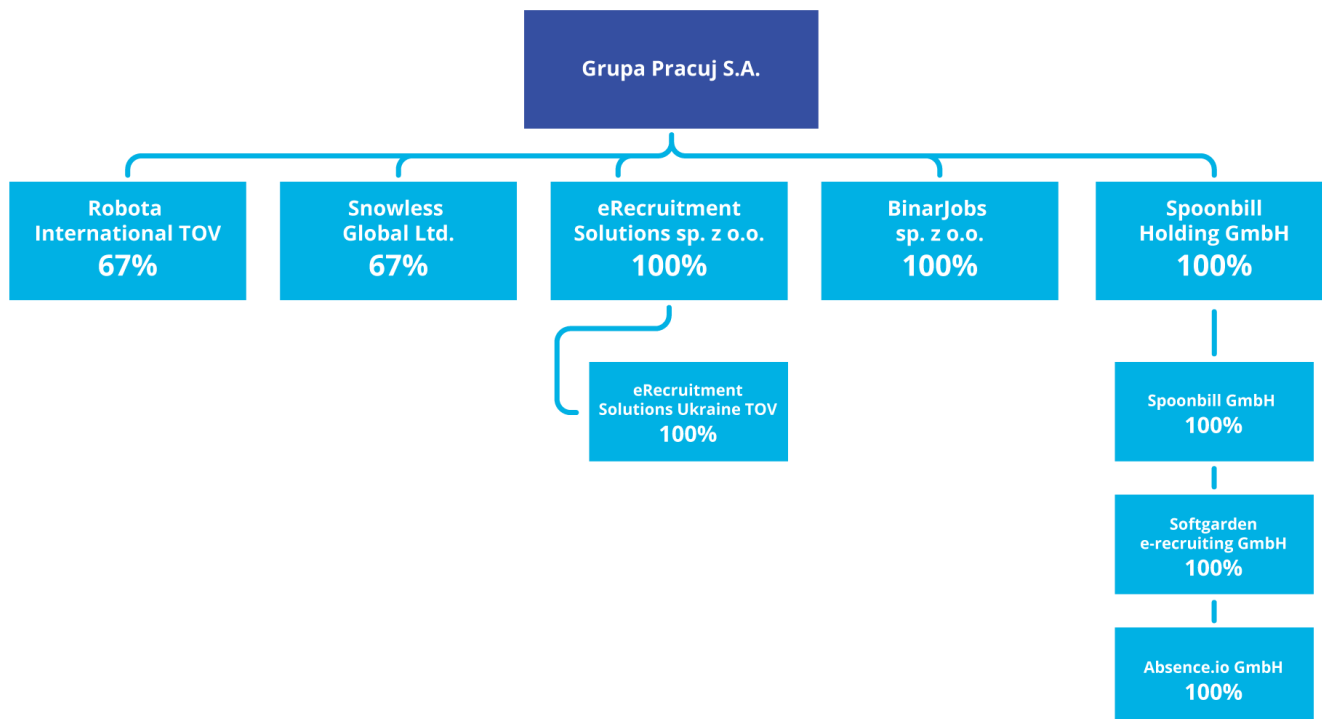 Grupa Pracuj S.A.
Robota
International TOV
67%
Snowless
Global Ltd.
67%
eRecruitment
Solutions sp. z o.o.
100%
BinarJobs
sp. z o.o.
100%
Spoonbill
Holding GmbH
100%
eRecruitment
Solutions Ukraine TOV
100%
Spoonbill GmbH
100%
Softgarden
e-recruiting GmbH
100%
Absence.io GmbH
100%